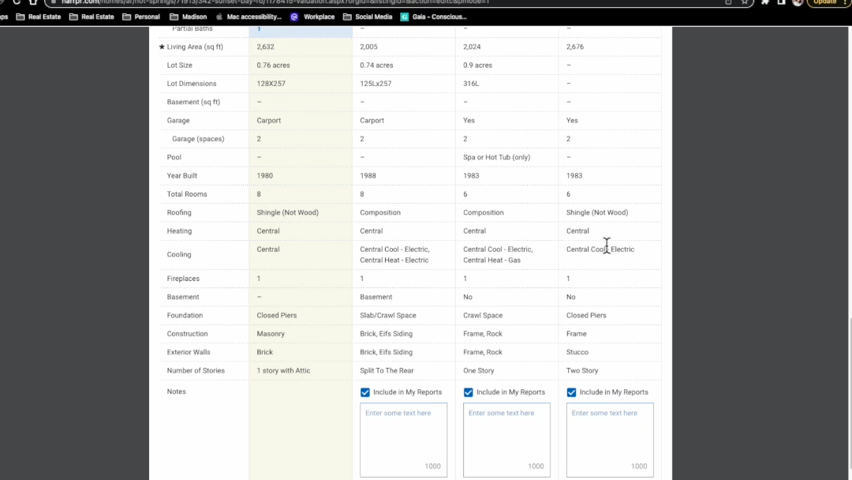 Update
ps Real Estate Real Estate Personal Madison Mac accessibility... Workplace Social Media Gaia - Conscious...
Partial Baths 1 – – –
★ Living Area (sq ft) 2,632 2,005 2,024 2,676
Lot Size 0.76 acres 0.74 acres 0.9 acres –
Lot Dimensions 128X257 125Lx257 316L –
Basement (sq ft) – – – –
Garage Carport Carport Yes Yes
Garage (spaces) 2 2 2 2
Pool – – Spa or Hot Tub (only) –
Year Built 1980 1988 1983 1983
Total Rooms 8 8 6 6
Roofing Shingle (Not Wood) Composition Composition Shingle (Not Wood)
Heating Central Central Central Central
Cooling Central Central Cool - Electric, Central Cool - Electric, Central Cool - Electric
Central Heat - Electric Central Heat - Gas
Fireplaces 1 1 1 1
Basement – Basement No No
Foundation Closed Piers Slab/Crawl Space Crawl Space Closed Piers
Construction Masonry Brick, Eifs Siding Frame, Rock Frame
Exterior Walls Brick Brick, Eifs Siding Frame, Rock Stucco
Number of Stories 1 story with Attic Split To The Rear One Story Two Story
Notes Include in My Reports Include in My Reports Include in My Reports
Enter some text here Enter some text here Enter some text here
1000 1000 1000